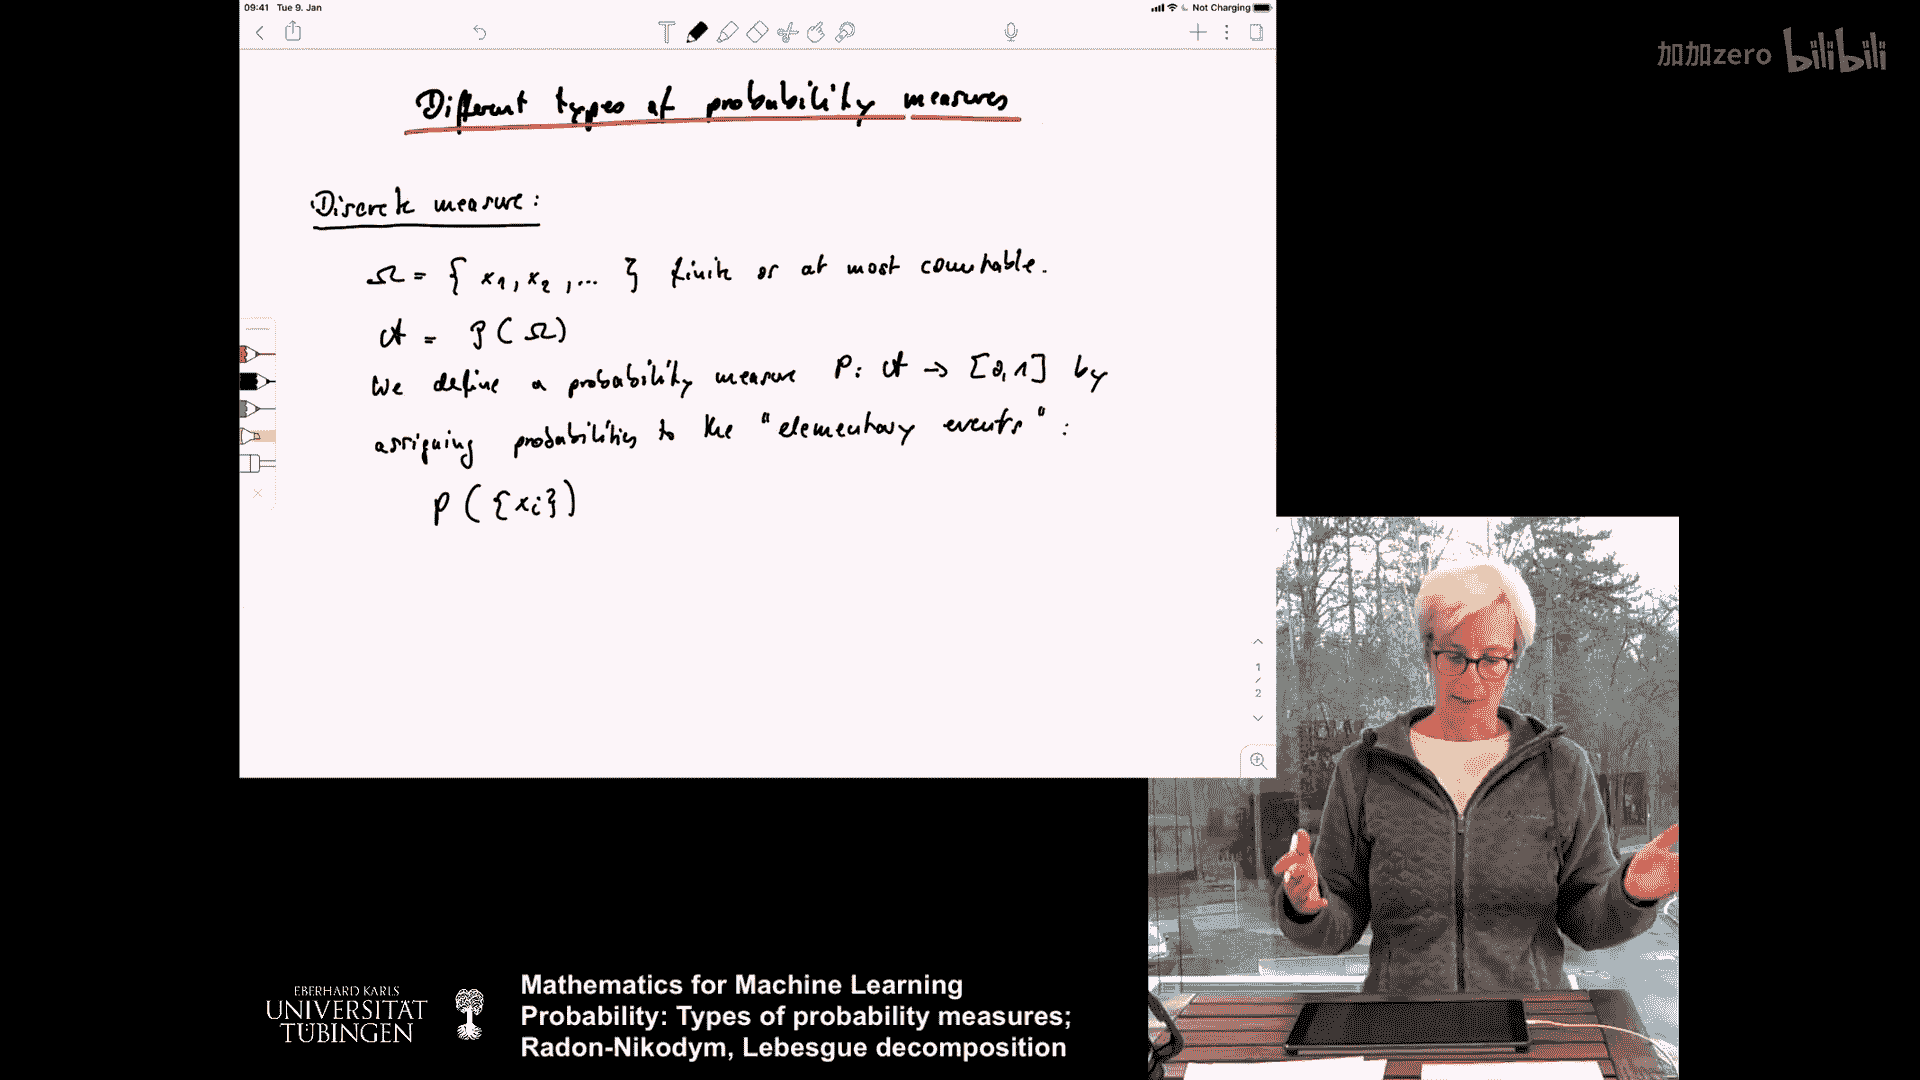 09:41 Tue 9. Jan
Not Charging
加加zero bilibili
Different types of probability measures
Discrete measure:
Ω = { x₁, x₂, ... } finite or at most countable.
𝒜 = 𝒫(Ω)
We define a probability measure P: 𝒜 → [0,1] by
assigning probabilities to the "elementary events":
P({xᵢ})
1
/
2
EBERHARD KARLS
UNIVERSITÄT
TÜBINGEN
Mathematics for Machine Learning
Probability: Types of probability measures;
Radon-Nikodym, Lebesgue decomposition